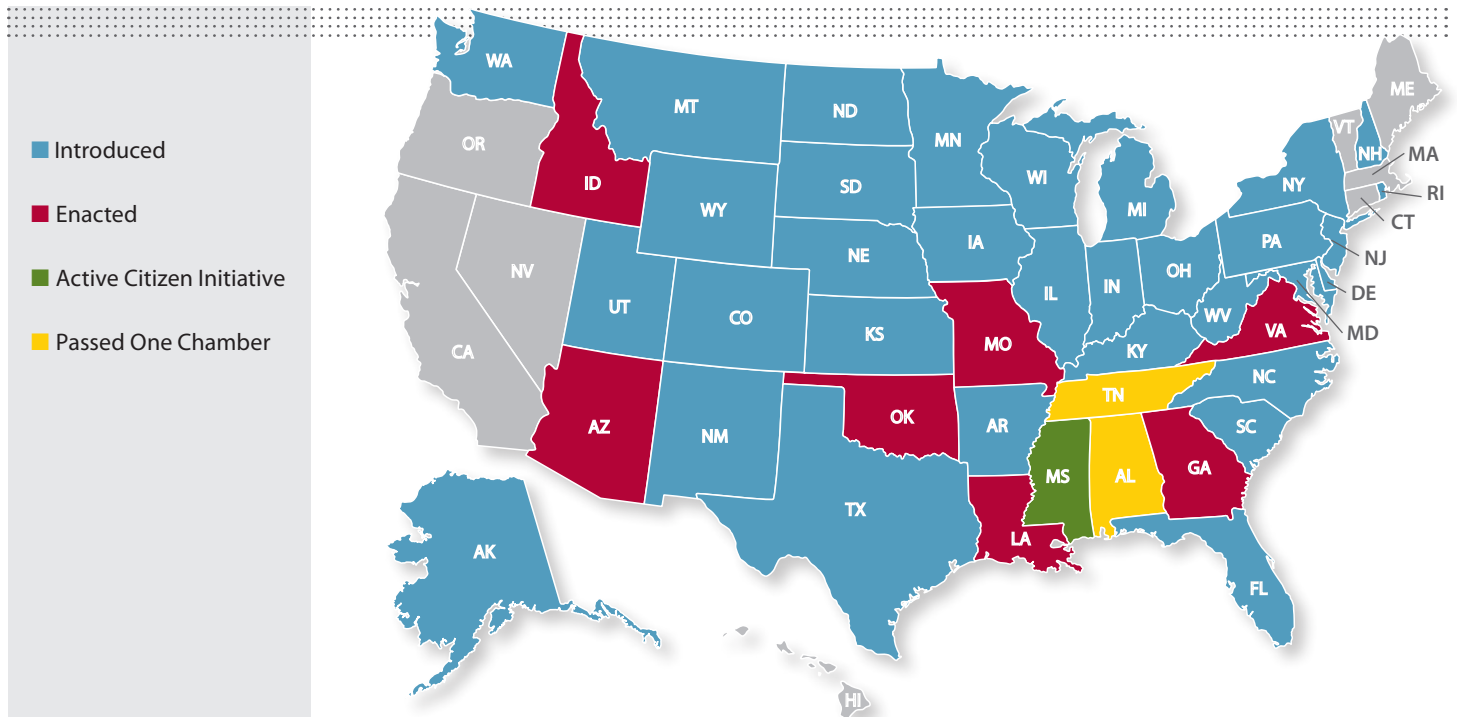 Introduced
Enacted
Active Citizen Initiative
Passed One Chamber
WA
OR
CA
NV
ID
MT
WY
UT
AZ
CO
NM
ND
SD
NE
KS
OK
TX
MN
IA
MO
AR
LA
WI
IL
MS
MI
IN
OH
KY
TN
AL
GA
FL
SC
NC
VA
WV
PA
NY
VT
NH
ME
MA
RI
CT
NJ
DE
MD
AK
HI